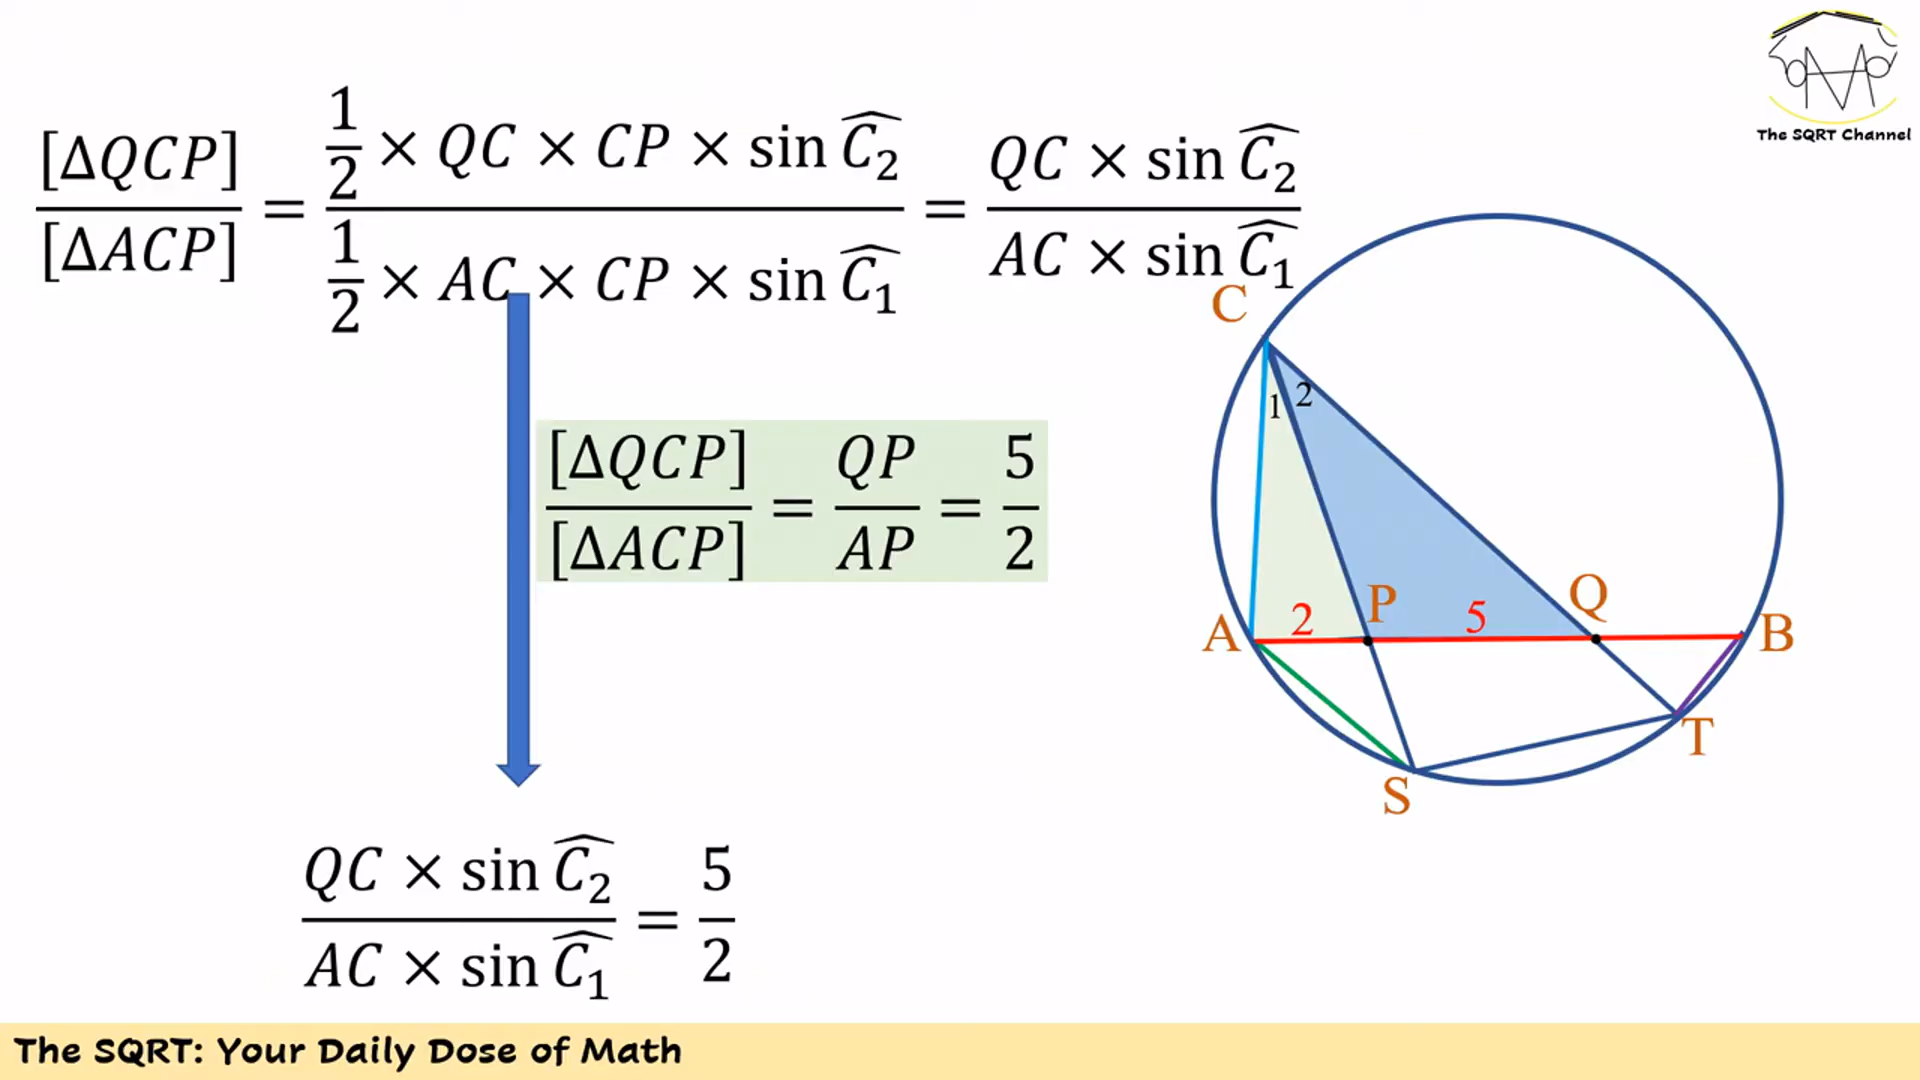 [ΔQCP] / [ΔACP] = (1/2 × QC × CP × sin Ĉ₂) / (1/2 × AC × CP × sin Ĉ₁) = (QC × sin Ĉ₂) / (AC × sin Ĉ₁)
The SQRT Channel
C
1 2
[ΔQCP] / [ΔACP] = QP / AP = 5 / 2
A 2 P 5 Q B
T
S
(QC × sin Ĉ₂) / (AC × sin Ĉ₁) = 5 / 2
The SQRT: Your Daily Dose of Math